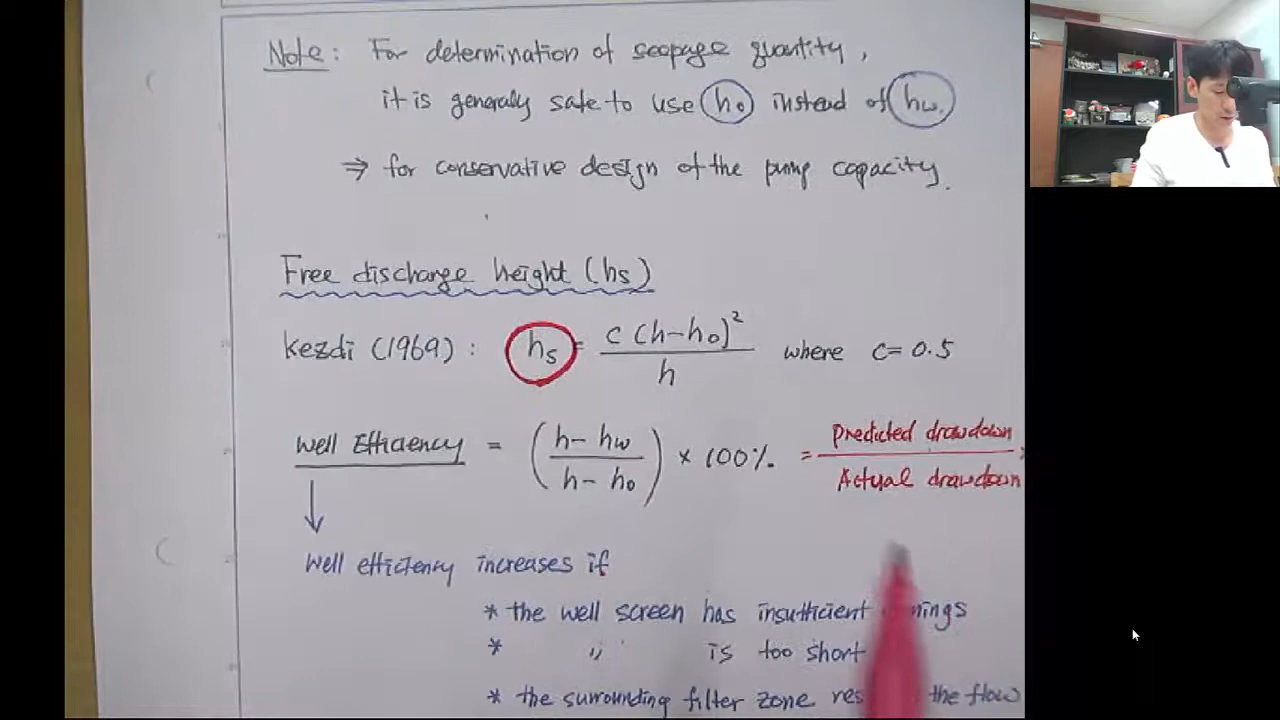 Note: For determination of seepage quantity,
it is generally safe to use h₀ instead of hw.
⇒ for conservative design of the pump capacity.
Free discharge height (hs)
Kezdi (1969): hs = c (h-h₀)² / h where c = 0.5
Well Efficiency = ( h-hw / h-h₀ ) × 100% = Predicted drawdown / Actual drawdown
↓
Well efficiency increases if
* the well screen has insufficient
* 〃 is too short
* the surrounding filter zone the flow